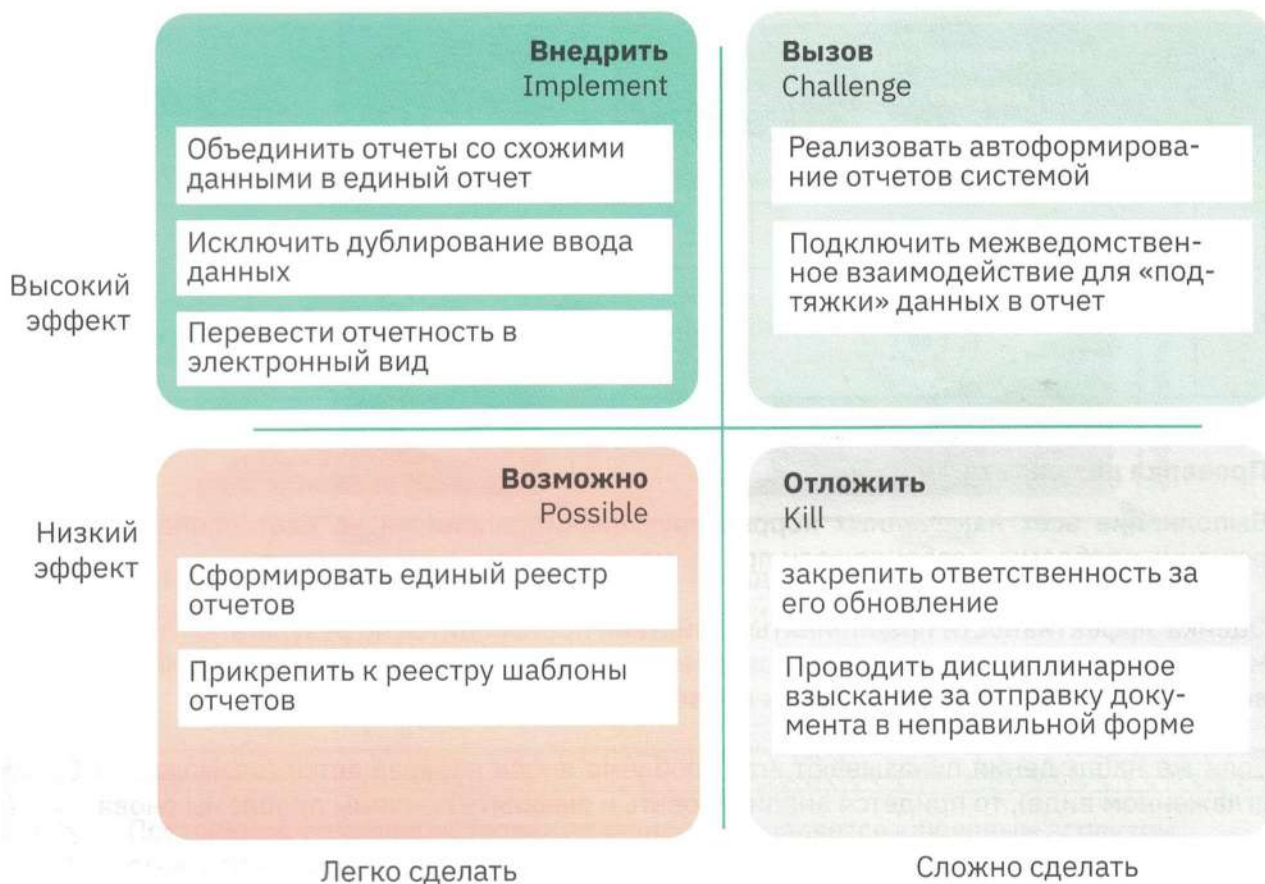 Внедрить
Implement
Объединить отчеты со схожими
данными в единый отчет
Исключить дублирование ввода
данных
Перевести отчетность в
электронный вид
Вызов
Challenge
Реализовать автоформирова-
ние отчетов системой
Подключить межведомствен-
ное взаимодействие для «под-
тяжки» данных в отчет
Высокий
эффект
Возможно
Possible
Сформировать единый реестр
отчетов
Прикрепить к реестру шаблоны
отчетов
Отложить
Kill
закрепить ответственность за
его обновление
Проводить дисциплинарное
взыскание за отправку доку-
мента в неправильной форме
Низкий
эффект
Легко сделать
Сложно сделать